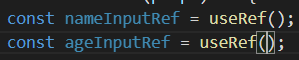 const nameInputRef = useRef();
const ageInputRef = useRef();